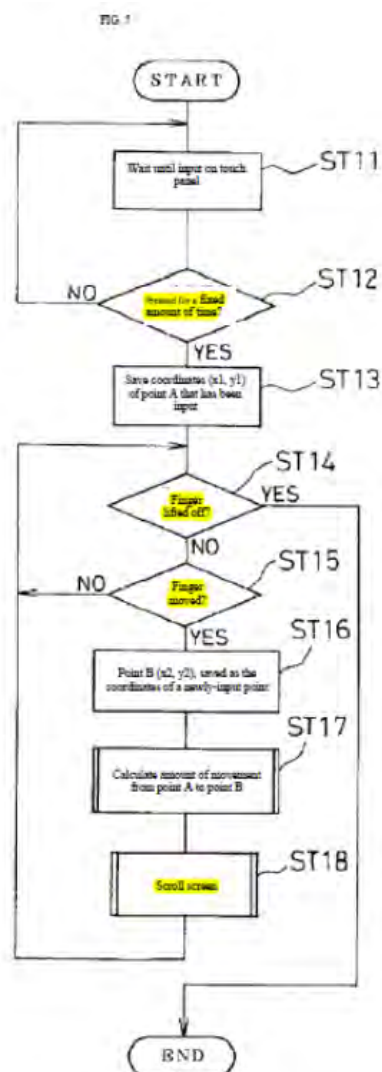 START
Wait until input on touch
panel
ST11
for a fixed
amount of time?
ST12
NO
YES
Save coordinates (x1, y1)
of point A that has been
input
ST13
ST14
Finger
lifted off?
YES
NO
ST15
Finger
moved?
NO
YES
ST16
Point B (x2, y2), saved as the
coordinates of a newly-input point
ST17
Calculate amount of movement
from point A to point B
ST18
Scroll screen
END